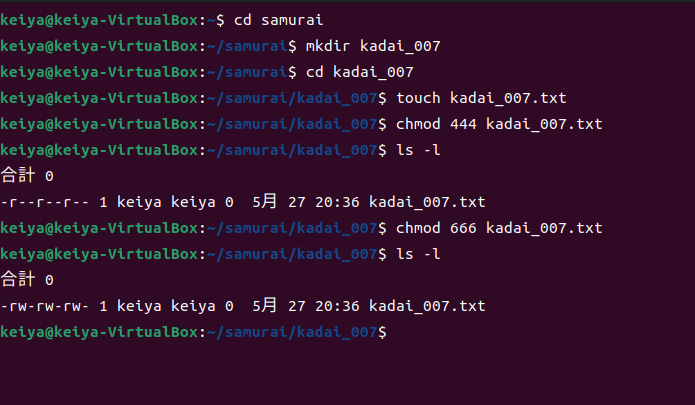 keiya@keiya-VirtualBox:~$ cd samurai
keiya@keiya-VirtualBox:~/samurai$ mkdir kadai_007
keiya@keiya-VirtualBox:~/samurai$ cd kadai_007
keiya@keiya-VirtualBox:~/samurai/kadai_007$ touch kadai_007.txt
keiya@keiya-VirtualBox:~/samurai/kadai_007$ chmod 444 kadai_007.txt
keiya@keiya-VirtualBox:~/samurai/kadai_007$ ls -l
合計 0
-r--r--r-- 1 keiya keiya 0  5月 27 20:36 kadai_007.txt
keiya@keiya-VirtualBox:~/samurai/kadai_007$ chmod 666 kadai_007.txt
keiya@keiya-VirtualBox:~/samurai/kadai_007$ ls -l
合計 0
-rw-rw-rw- 1 keiya keiya 0  5月 27 20:36 kadai_007.txt
keiya@keiya-VirtualBox:~/samurai/kadai_007$